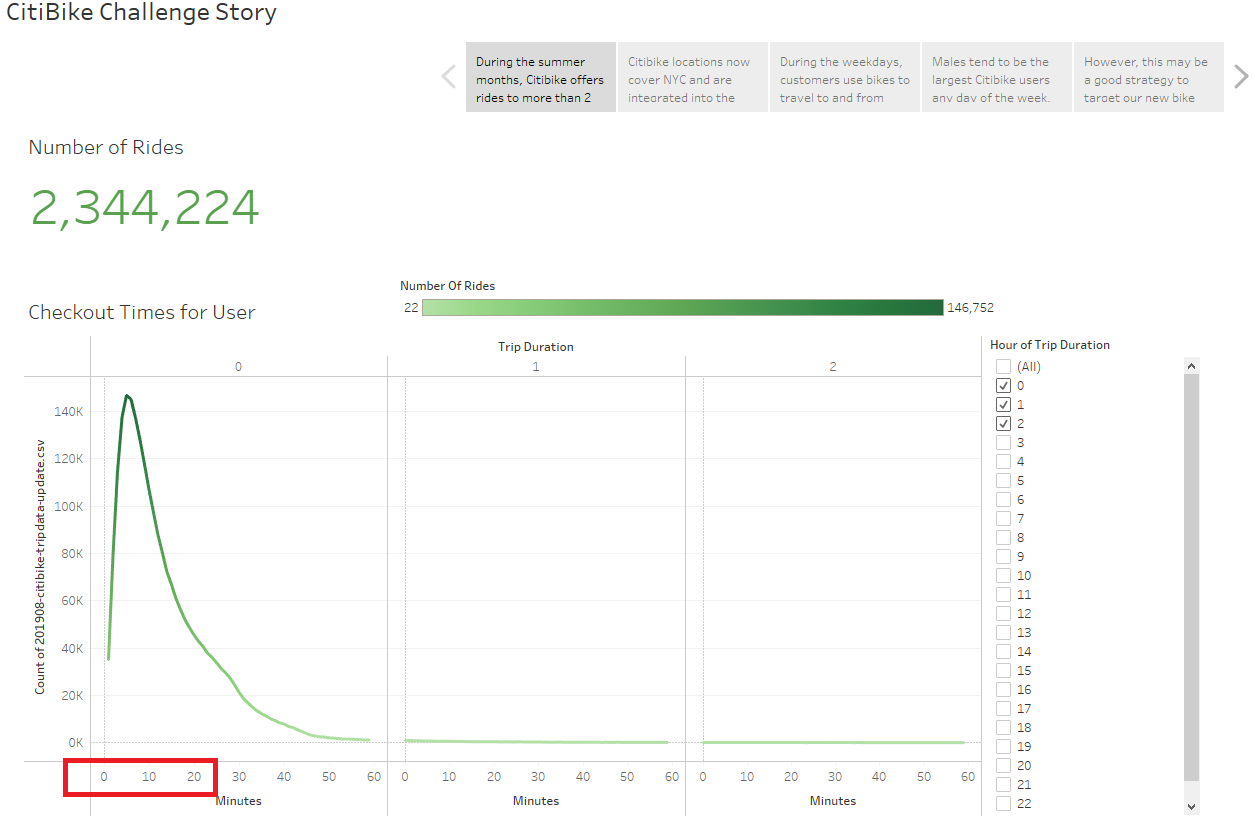 CitiBike Challenge Story
During the summer
months, Citibike offers
rides to more than 2
Citibike locations now
cover NYC and are
integrated into the
During the weekdays,
customers use bikes to
travel to and from
Males tend to be the
largest Citibike users
any day of the week.
However, this may be
a good strategy to
target our new bike
Number of Rides
2,344,224
Number Of Rides
22 146,752
Checkout Times for User
Trip Duration
0 1 2
Count of 201908-citibike-tripdata-update.csv
140K
120K
100K
80K
60K
40K
20K
0K
0 10 20 30 40 50 60 0 10 20 30 40 50 60 0 10 20 30 40 50 60
Minutes Minutes Minutes
Hour of Trip Duration
(All)
0
1
2
3
4
5
6
7
8
9
10
11
12
13
14
15
16
17
18
19
20
21
22